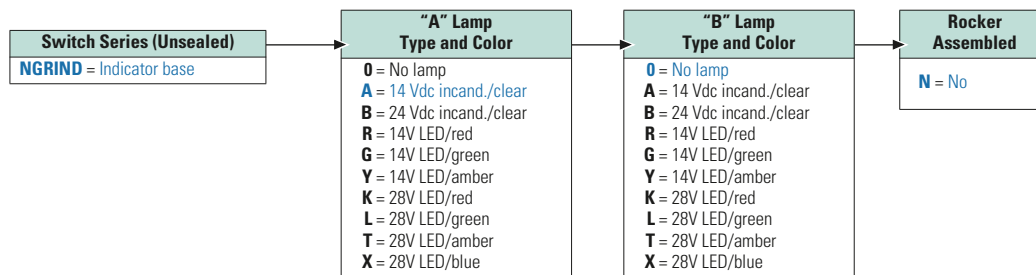 Switch Series (Unsealed)
NGRIND = Indicator base
“A” Lamp
Type and Color
0 = No lamp
A = 14 Vdc incand./clear
B = 24 Vdc incand./clear
R = 14V LED/red
G = 14V LED/green
Y = 14V LED/amber
K = 28V LED/red
L = 28V LED/green
T = 28V LED/amber
X = 28V LED/blue
“B” Lamp
Type and Color
0 = No lamp
A = 14 Vdc incand./clear
B = 24 Vdc incand./clear
R = 14V LED/red
G = 14V LED/green
Y = 14V LED/amber
K = 28V LED/red
L = 28V LED/green
T = 28V LED/amber
X = 28V LED/blue
Rocker
Assembled
N = No